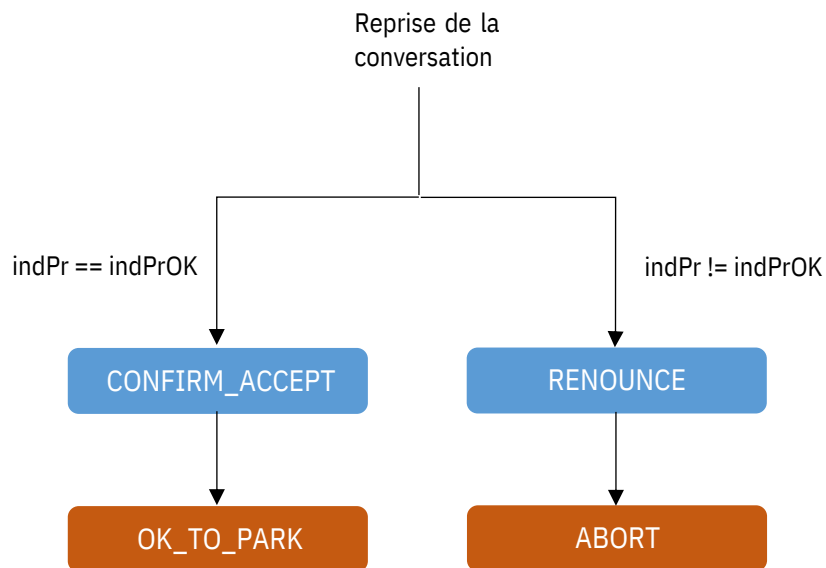 Reprise de la
conversation
indPr == indPrOK
indPr != indPrOK
CONFIRM_ACCEPT
RENOUNCE
OK_TO_PARK
ABORT